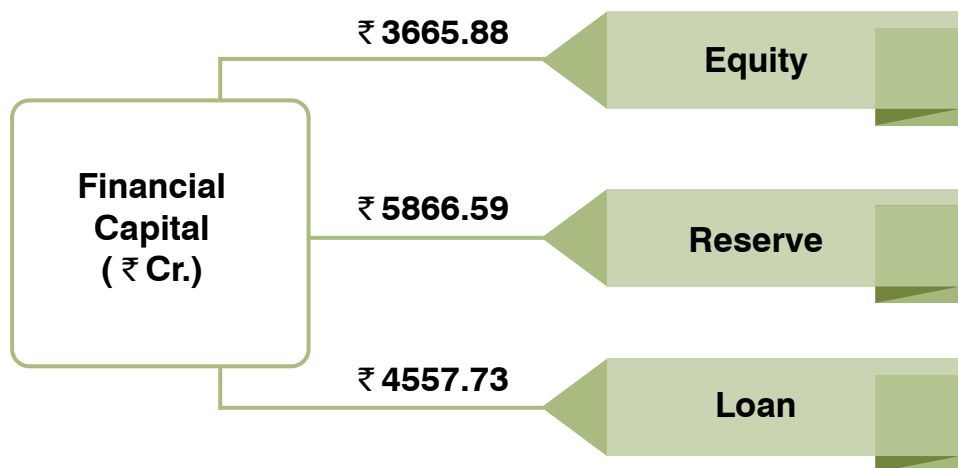 ₹ 3665.88
Equity
Financial
Capital
( ₹ Cr.)
₹ 5866.59
Reserve
₹ 4557.73
Loan